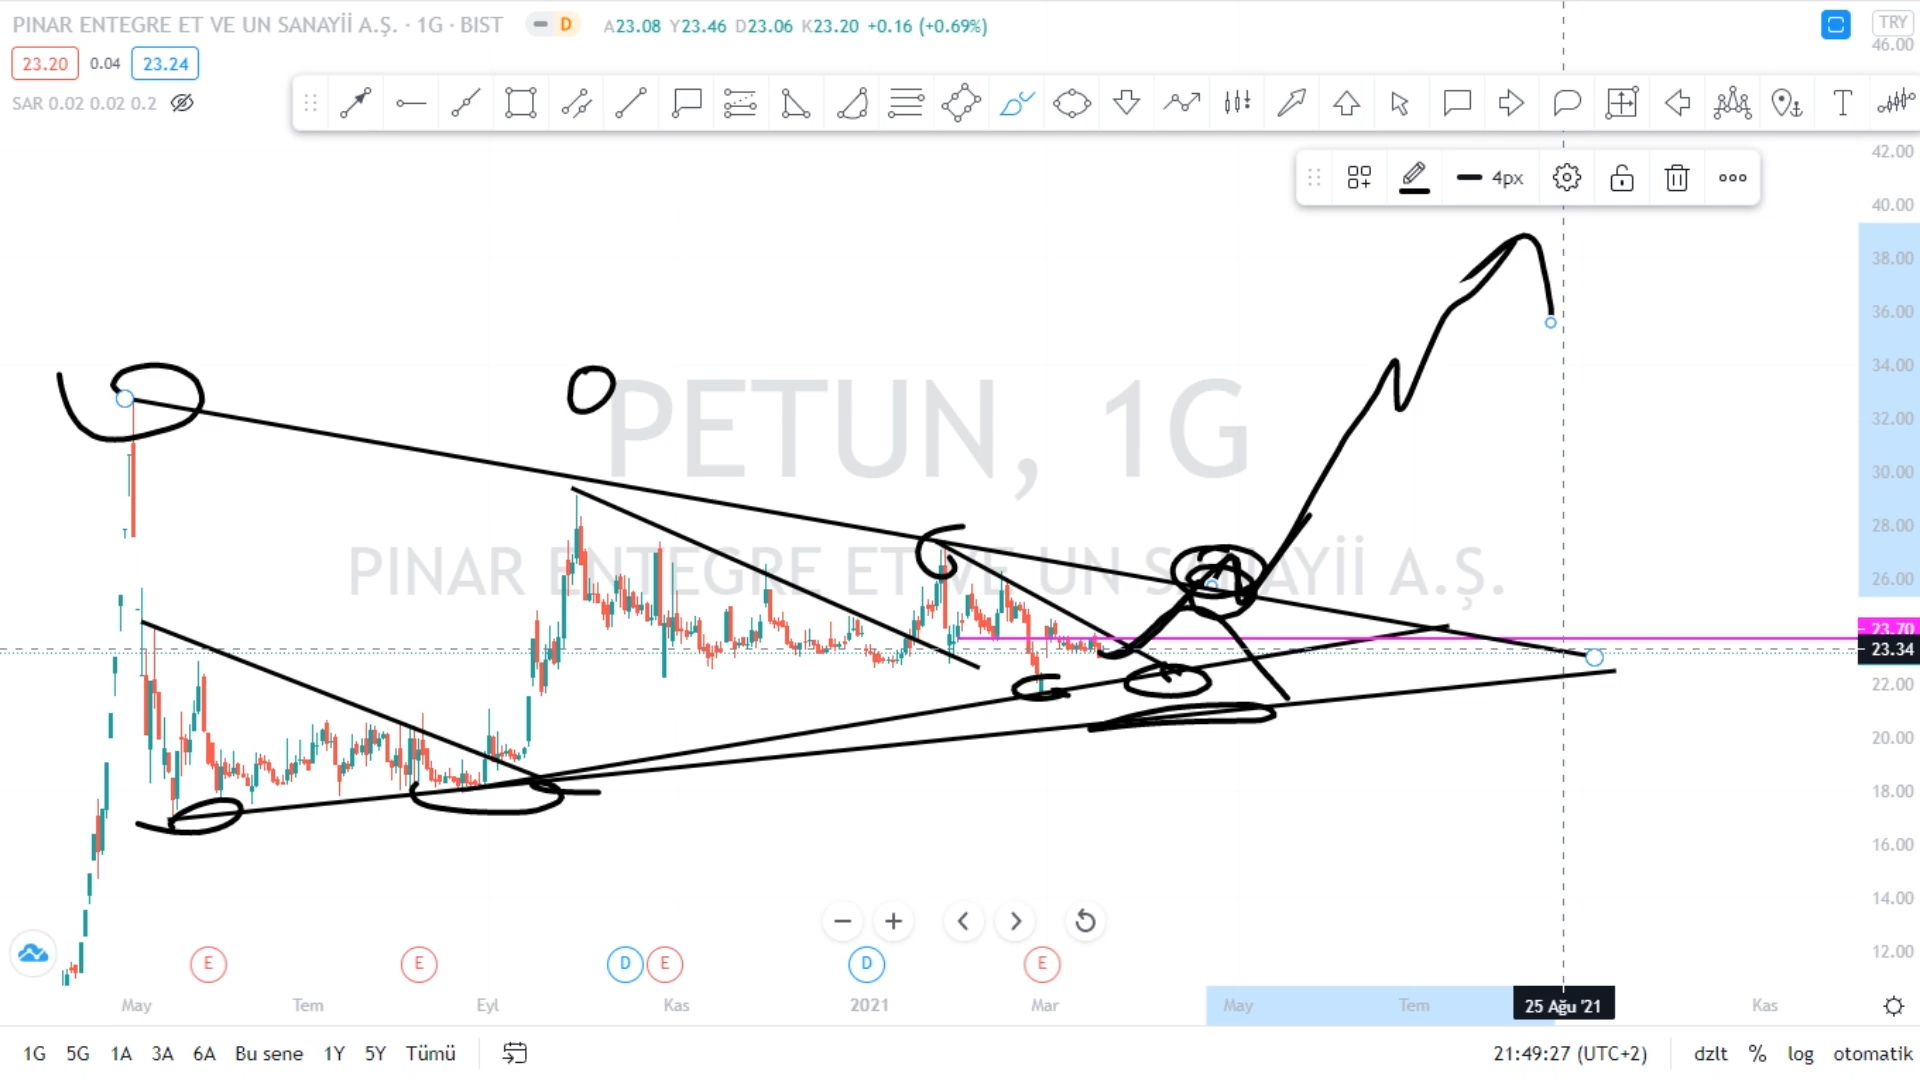 PINAR ENTEGRE ET VE UN SANAYİİ A.Ş. · 1G · BIST D A23.08 Y23.46 D23.06 K23.20 +0.16 (+0.69%)
TRY
46.00
23.20 0.04 23.24
SAR 0.02 0.02 0.2
T
42.00
4px
40.00
38.00
36.00
34.00
32.00
30.00
28.00
26.00
23.70
23.34
22.00
20.00
18.00
16.00
14.00
12.00
PETUN, 1G
PINAR ENTEGRE ET VE UN SANAYİİ A.Ş.
E E D E D E
May Tem Eyl Kas 2021 Mar May Tem 25 Ağu '21 Kas
1G 5G 1A 3A 6A Bu sene 1Y 5Y Tümü 21:49:27 (UTC+2) dzlt % log otomatik